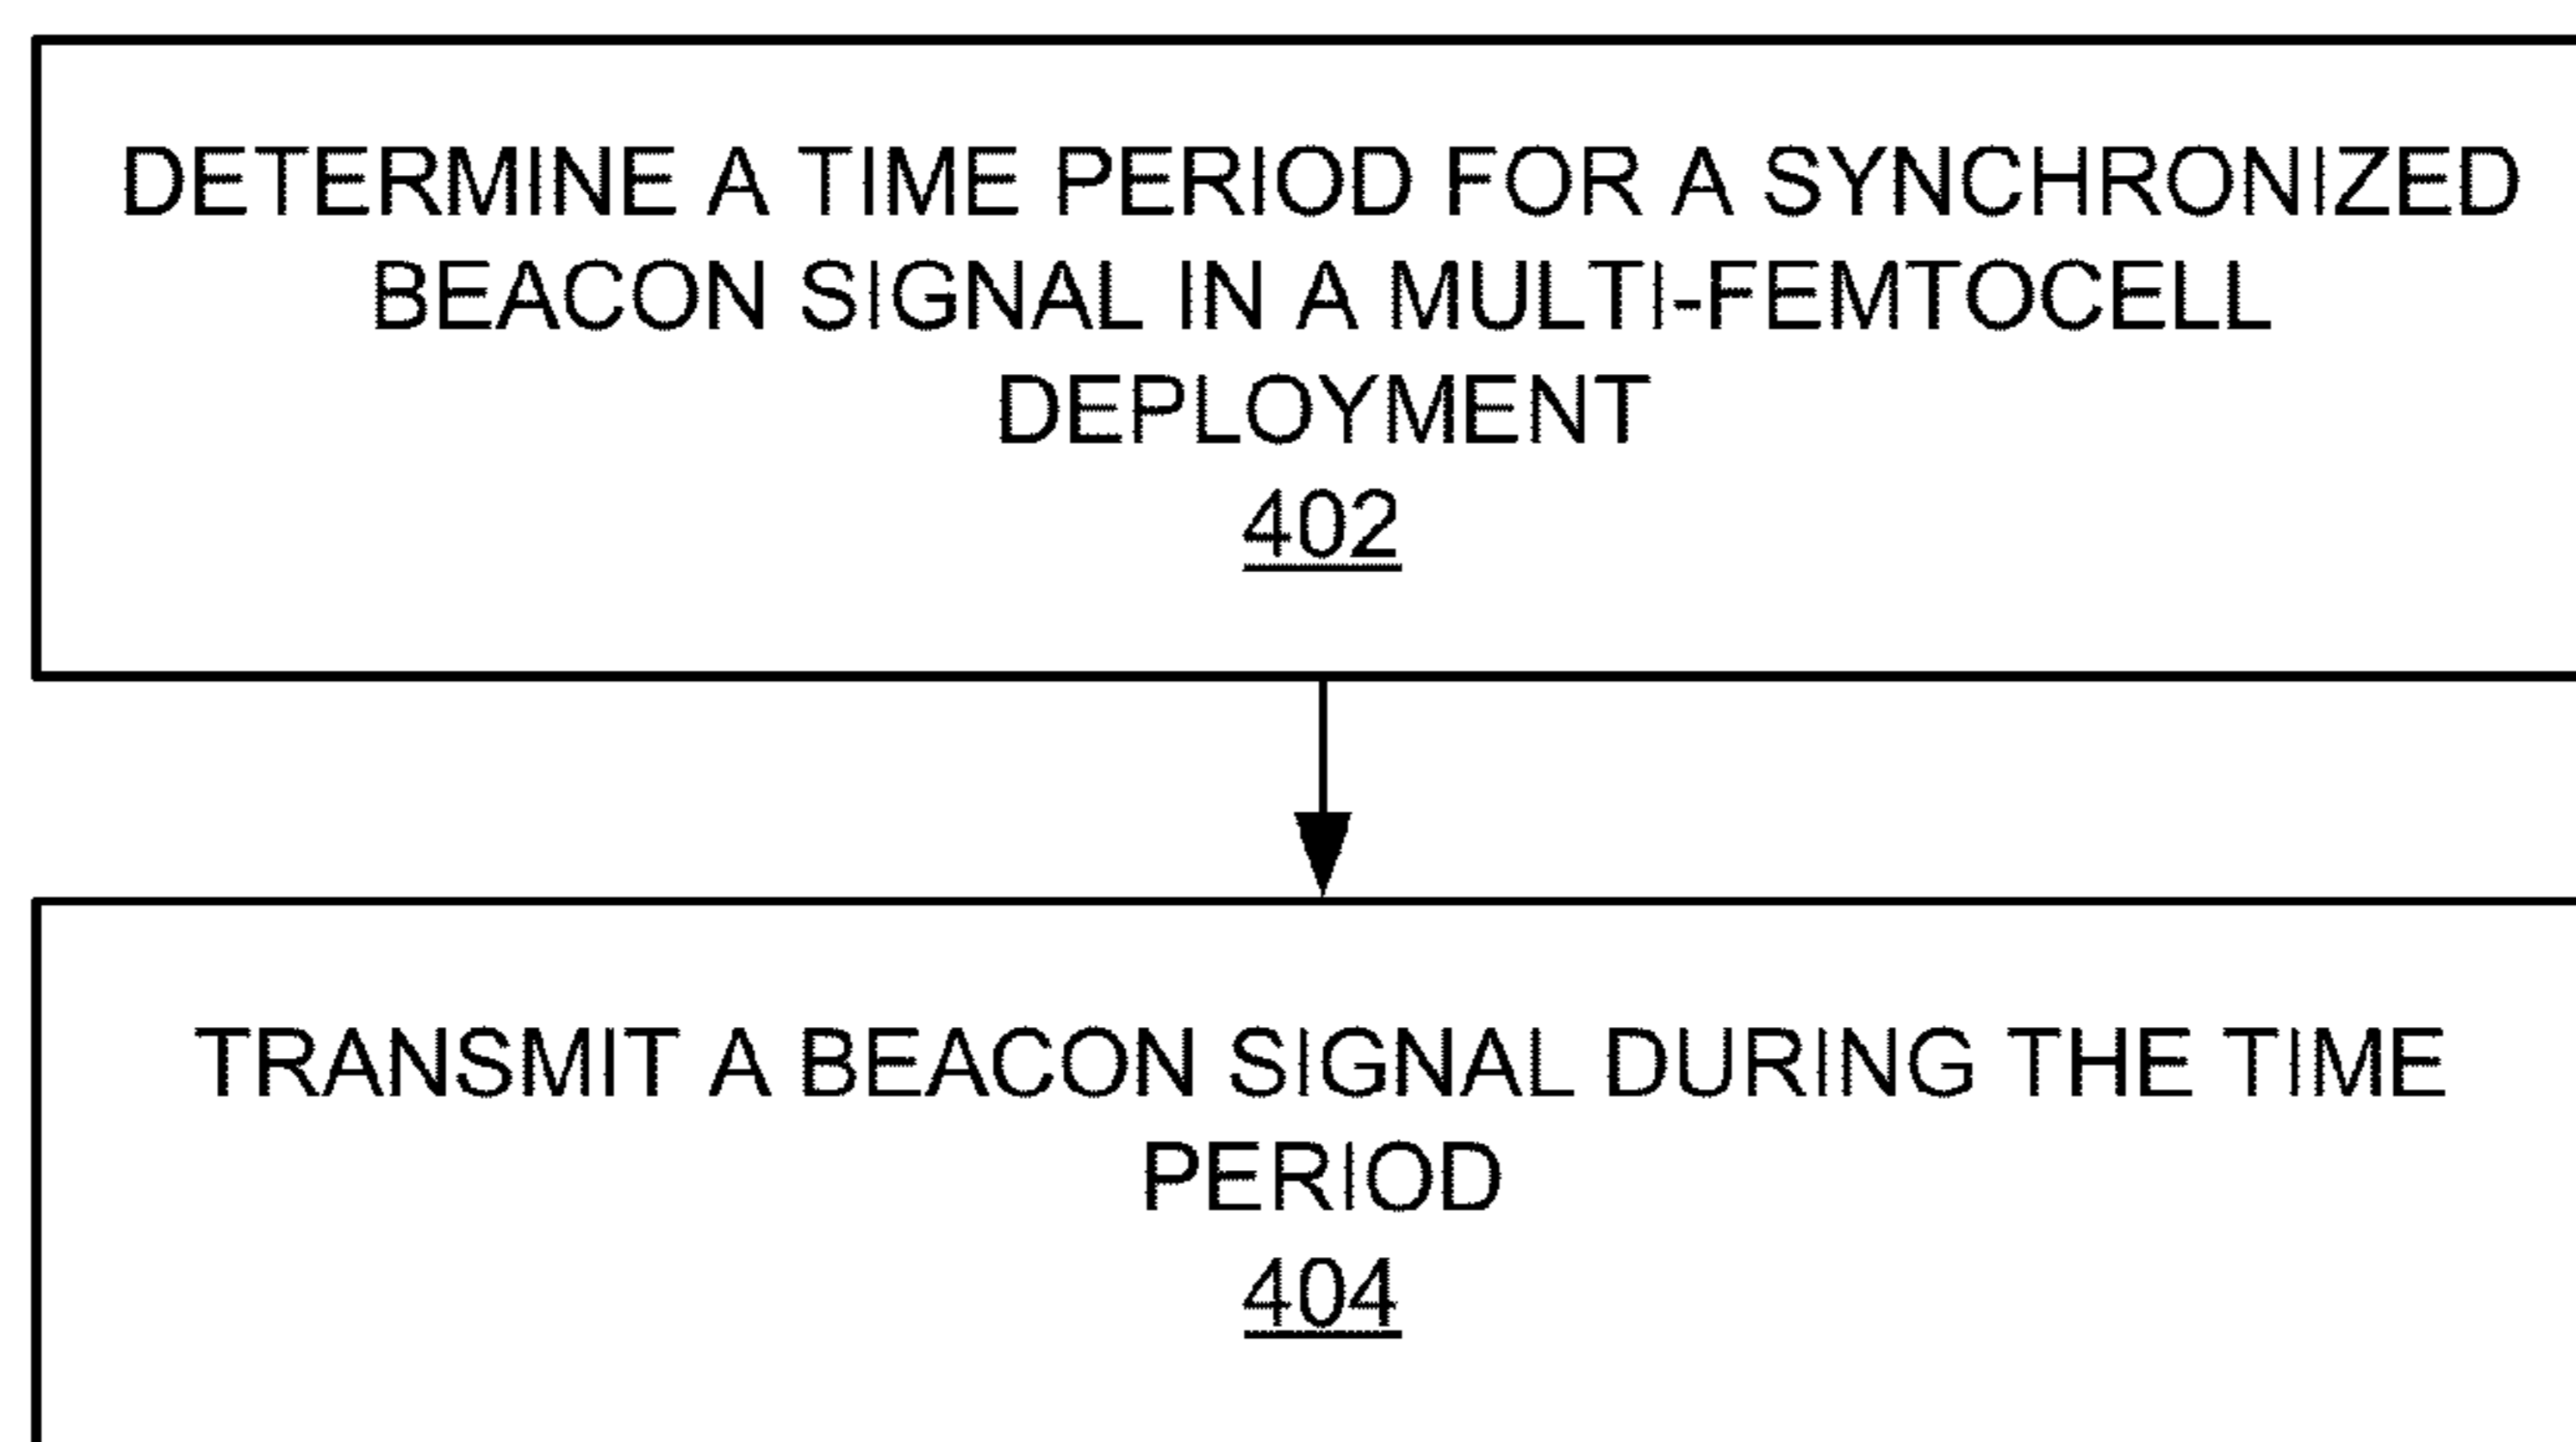 DETERMINE A TIME PERIOD FOR A SYNCHRONIZED
BEACON SIGNAL IN A MULTI-FEMTOCELL
DEPLOYMENT
402
TRANSMIT A BEACON SIGNAL DURING THE TIME
PERIOD
404